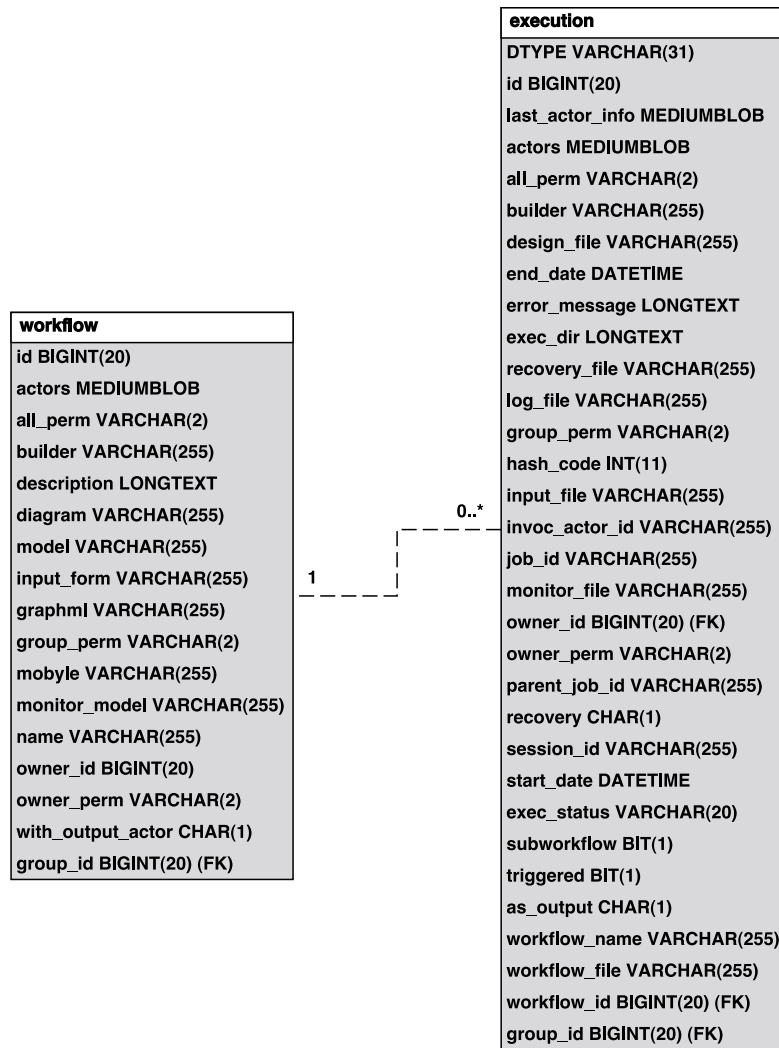 execution
DTYPE VARCHAR(31)
id BIGINT(20)
last_actor_info MEDIUMBLOB
actors MEDIUMBLOB
all_perm VARCHAR(2)
builder VARCHAR(255)
design_file VARCHAR(255)
end_date DATETIME
error_message LONGTEXT
exec_dir LONGTEXT
recovery_file VARCHAR(255)
log_file VARCHAR(255)
group_perm VARCHAR(2)
hash_code INT(11)
input_file VARCHAR(255)
invoc_actor_id VARCHAR(255)
job_id VARCHAR(255)
monitor_file VARCHAR(255)
owner_id BIGINT(20) (FK)
owner_perm VARCHAR(2)
parent_job_id VARCHAR(255)
recovery CHAR(1)
session_id VARCHAR(255)
start_date DATETIME
exec_status VARCHAR(20)
subworkflow BIT(1)
triggered BIT(1)
as_output CHAR(1)
workflow_name VARCHAR(255)
workflow_file VARCHAR(255)
workflow_id BIGINT(20) (FK)
group_id BIGINT(20) (FK)
workflow
id BIGINT(20)
actors MEDIUMBLOB
all_perm VARCHAR(2)
builder VARCHAR(255)
description LONGTEXT
diagram VARCHAR(255)
model VARCHAR(255)
input_form VARCHAR(255)
graphml VARCHAR(255)
group_perm VARCHAR(2)
mobyle VARCHAR(255)
monitor_model VARCHAR(255)
name VARCHAR(255)
owner_id BIGINT(20)
owner_perm VARCHAR(2)
with_output_actor CHAR(1)
group_id BIGINT(20) (FK)
1
0..*